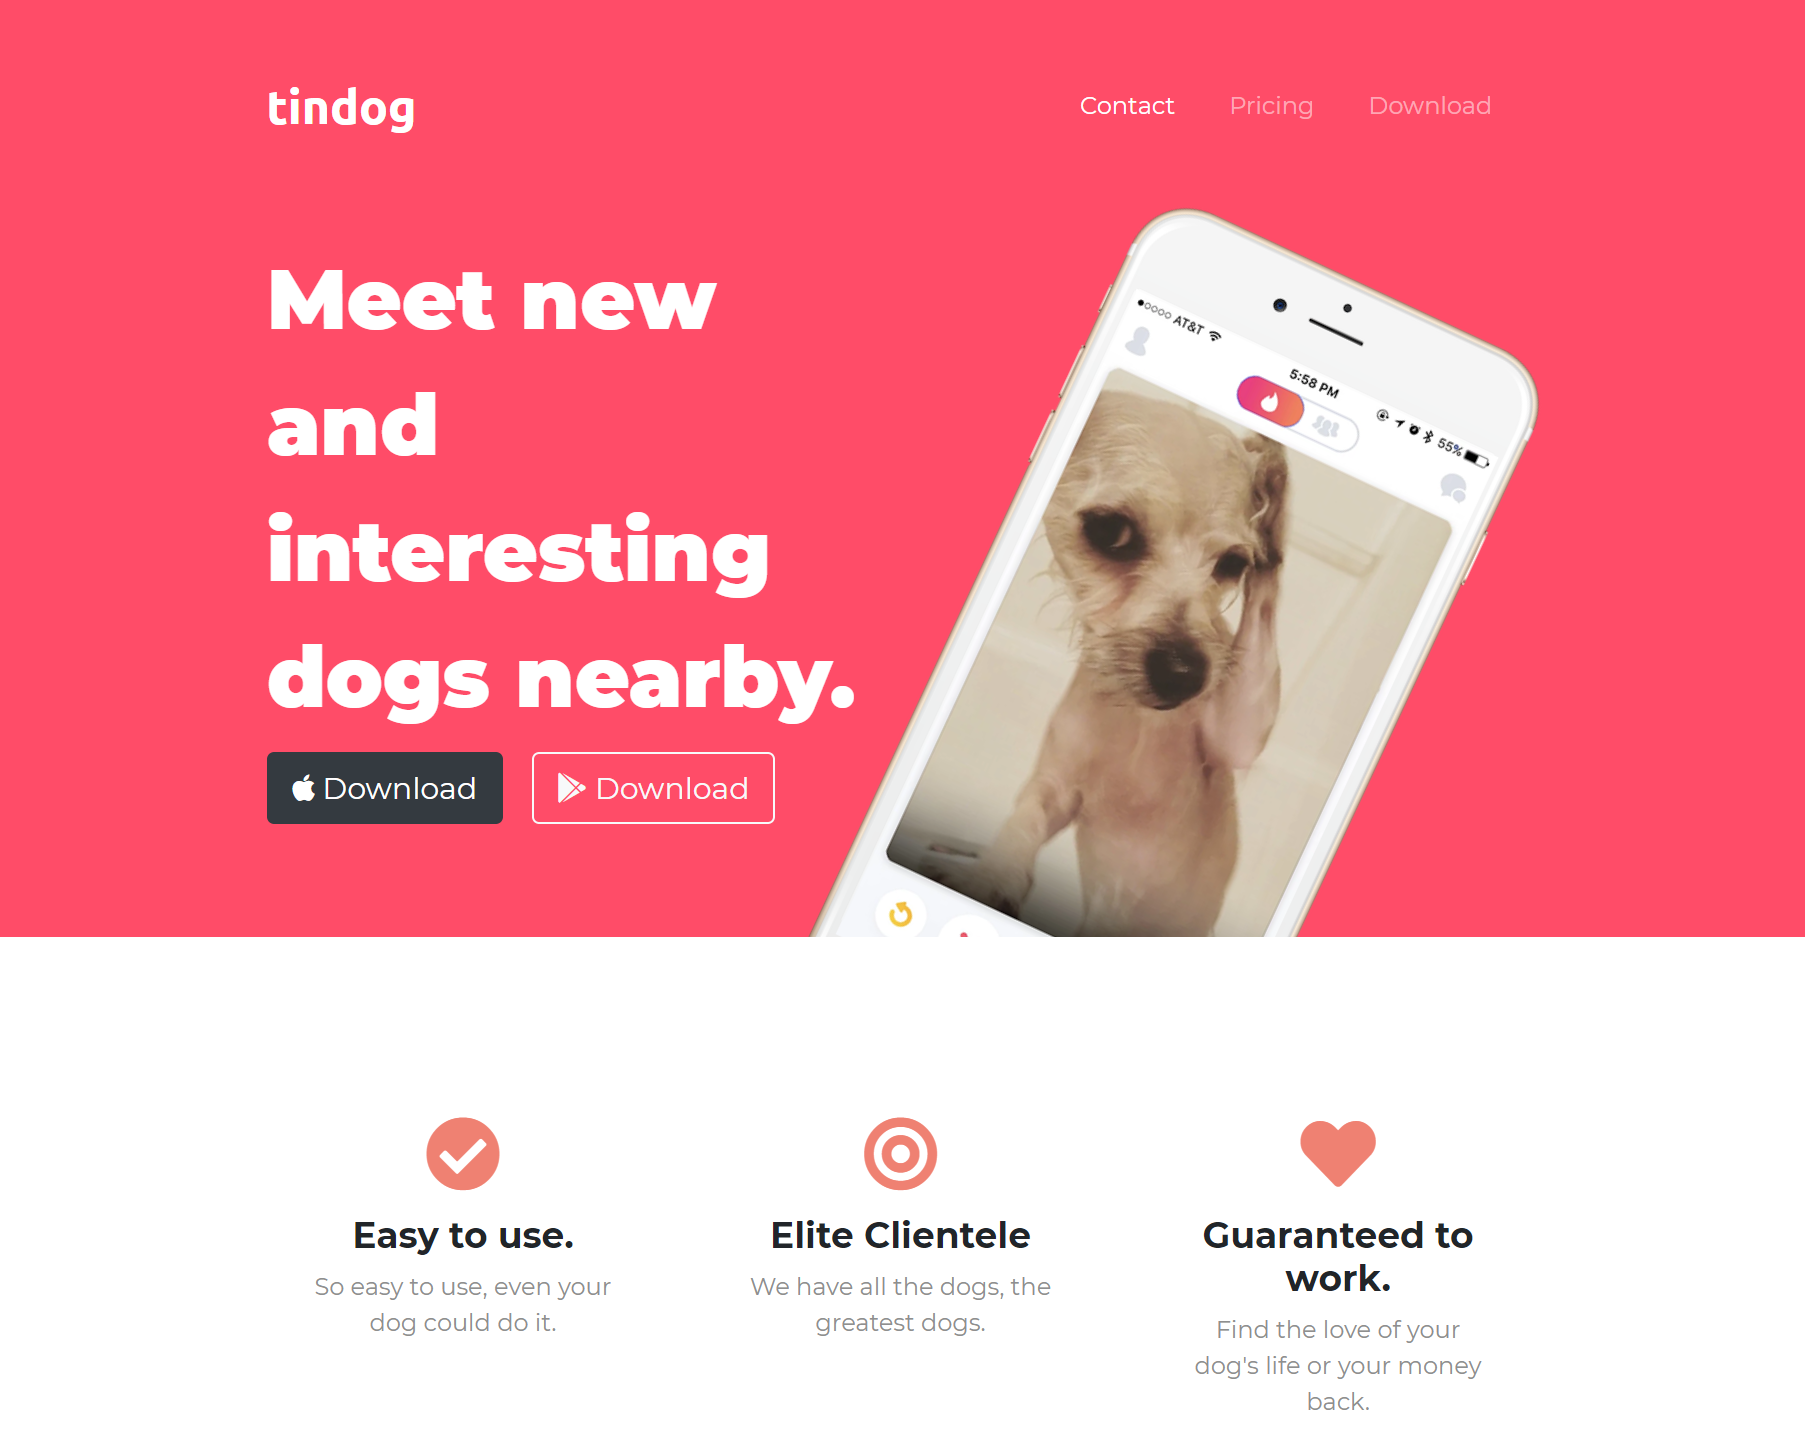 tindog
Contact Pricing Download
Meet new
and
interesting
dogs nearby.
Download Download
AT&T
5:58 PM
55%
Easy to use.
So easy to use, even your
dog could do it.
Elite Clientele
We have all the dogs, the
greatest dogs.
Guaranteed to
work.
Find the love of your
dog's life or your money
back.